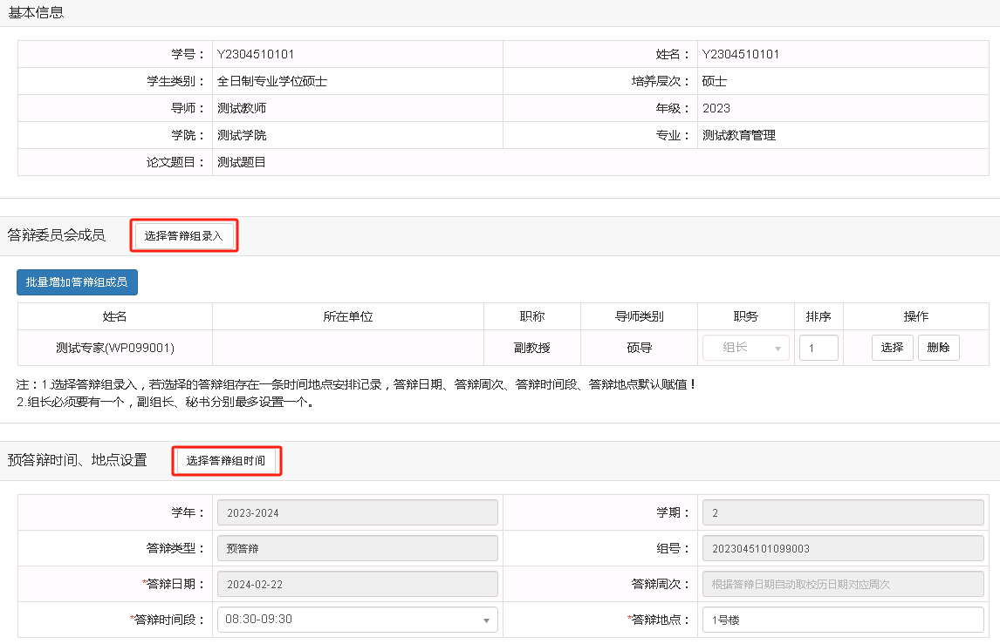 基本信息
学号： Y2304510101 姓名： Y2304510101
学生类别： 全日制专业学位硕士 培养层次： 硕士
导师： 测试教师 年级： 2023
学院： 测试学院 专业： 测试教育管理
论文题目： 测试题目
答辩委员会成员 选择答辩组录入
批量增加答辩组成员
姓名 所在单位 职称 导师类别 职务 排序 操作
测试专家(WP099001) 副教授 硕导 组长 1 选择 删除
注：1.选择答辩组录入，若选择的答辩组存在一条时间地点安排记录，答辩日期、答辩周次、答辩时间段、答辩地点默认赋值！
2.组长必须要有一个，副组长、秘书分别最多设置一个。
预答辩时间、地点设置 选择答辩组时间
学年： 2023-2024 学期： 2
答辩类型： 预答辩 组号： 2023045101099003
*答辩日期： 2024-02-22 答辩周次： 根据答辩日期自动取校历日期对应周次
*答辩时间段： 08:30-09:30 *答辩地点： 1号楼